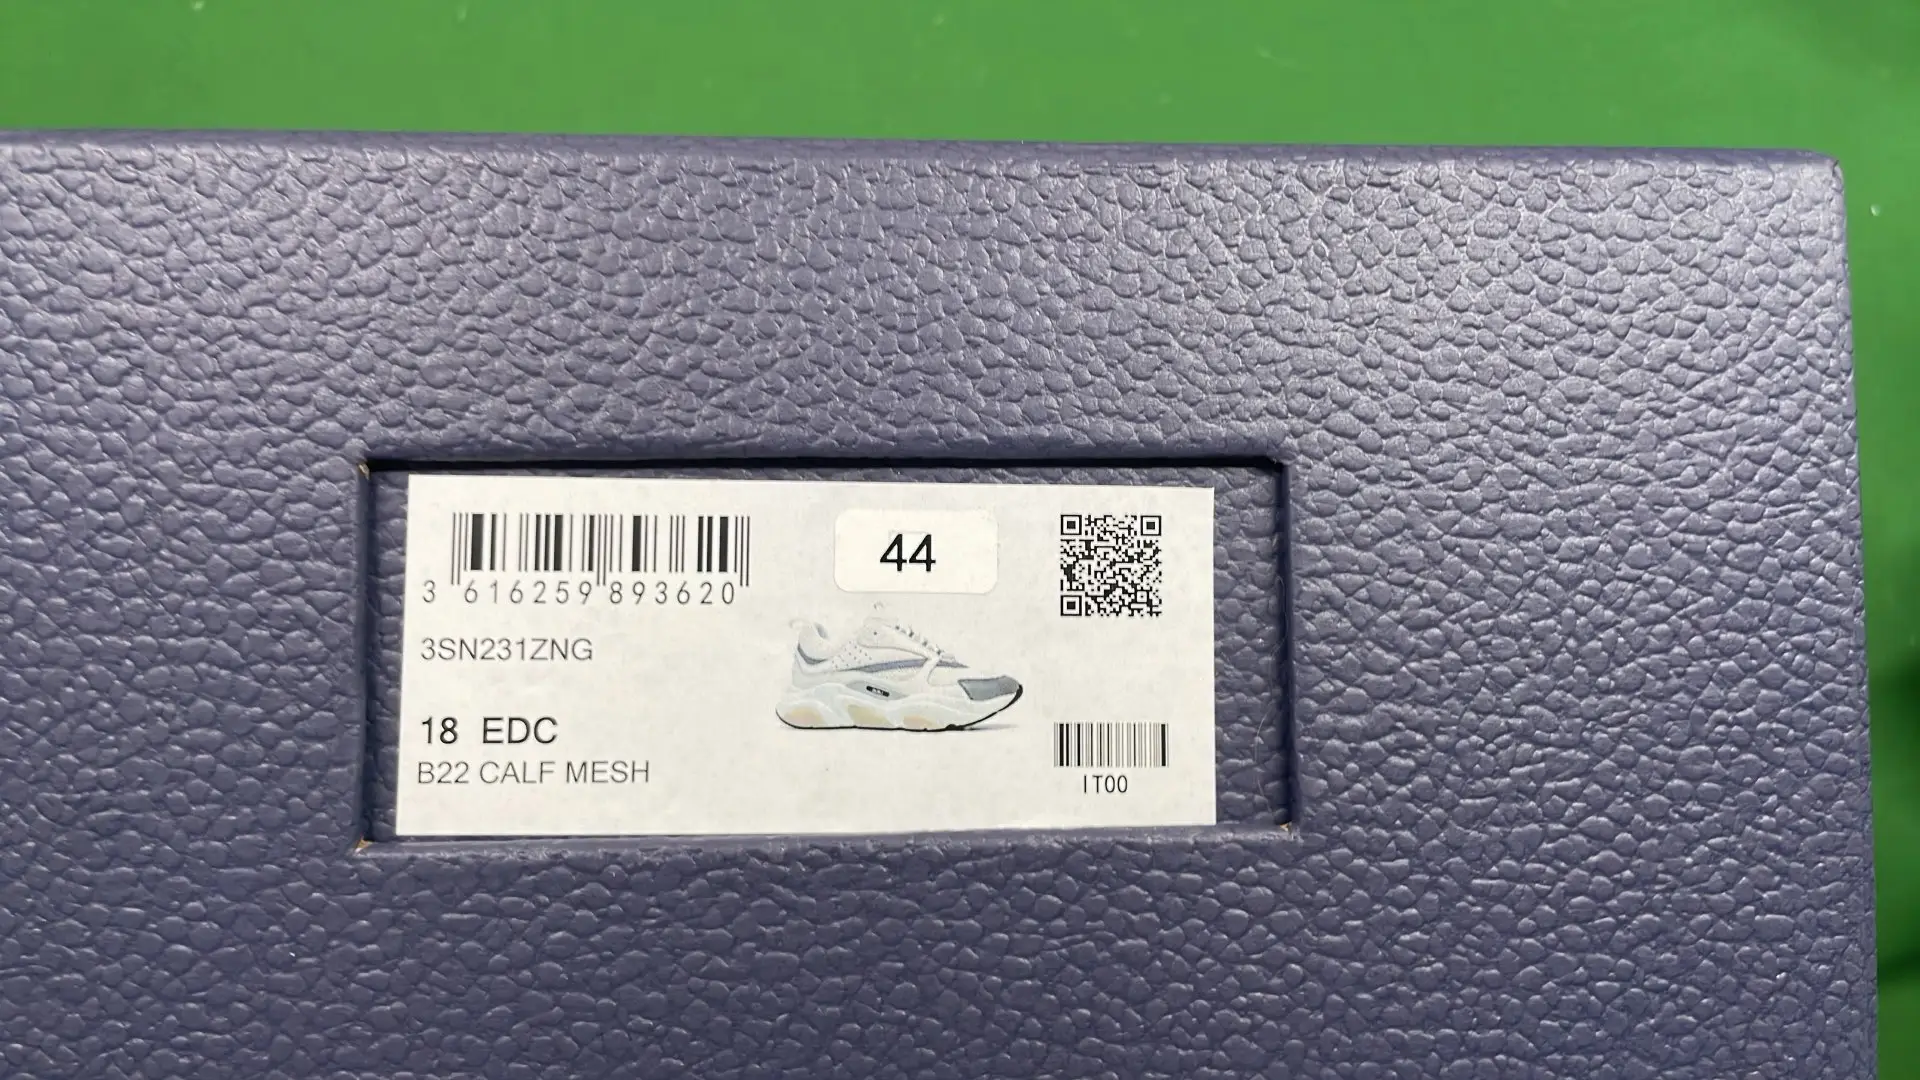 44
3 616259 893620
3SN231ZNG
18 EDC
B22 CALF MESH
IT00